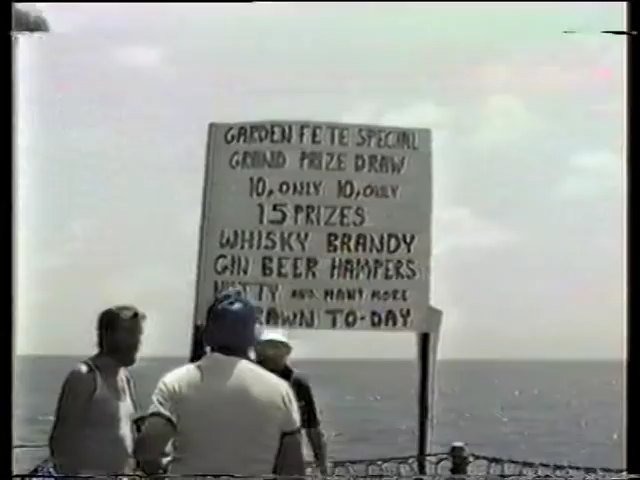 GARDEN FETE SPECIAL
GRAND PRIZE DRAW
10, ONLY 10, ONLY
15 PRIZES
WHISKY BRANDY
GIN BEER HAMPERS
NUTTY AND MANY MORE
DRAWN TO-DAY